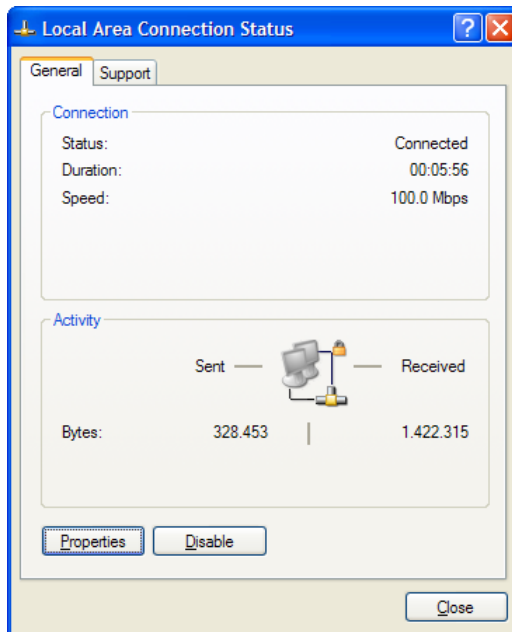 Local Area Connection Status
General Support
Connection
Status: Connected
Duration: 00:05:56
Speed: 100.0 Mbps
Activity
Sent Received
Bytes: 328.453 1.422.315
Properties Disable
Close